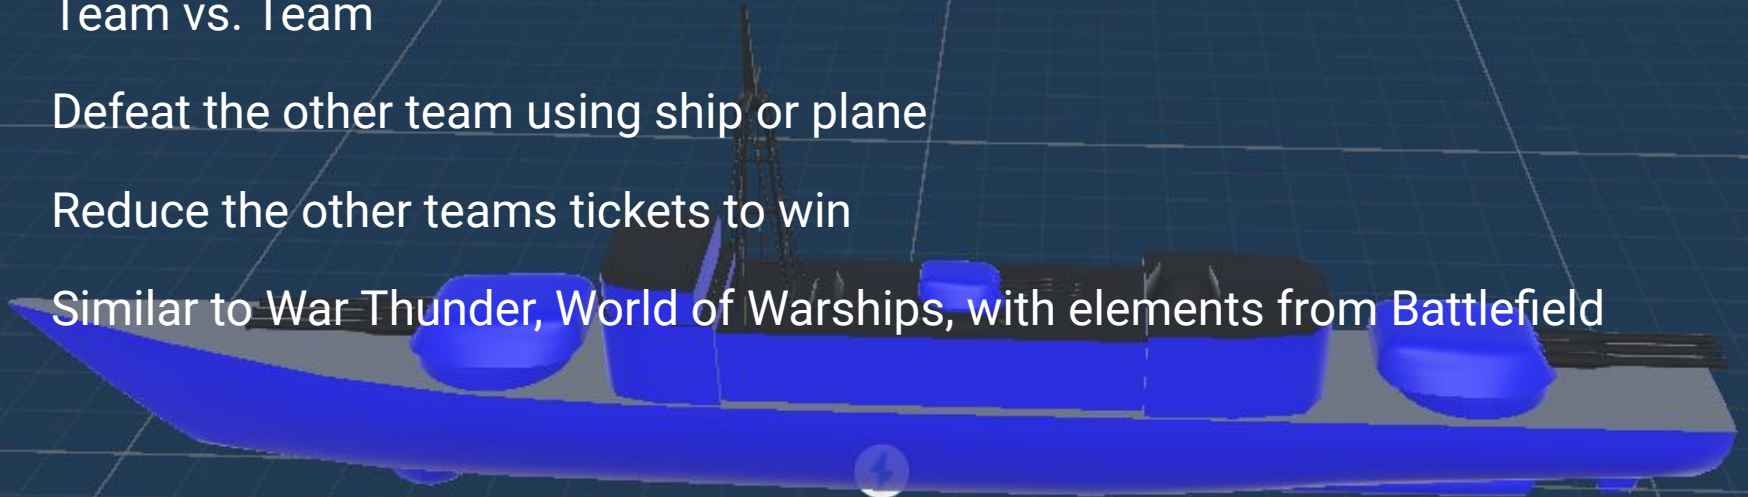 Team vs. Team
Defeat the other team using ship or plane
Reduce the other teams tickets to win
Similar to War Thunder, World of Warships, with elements from Battlefield